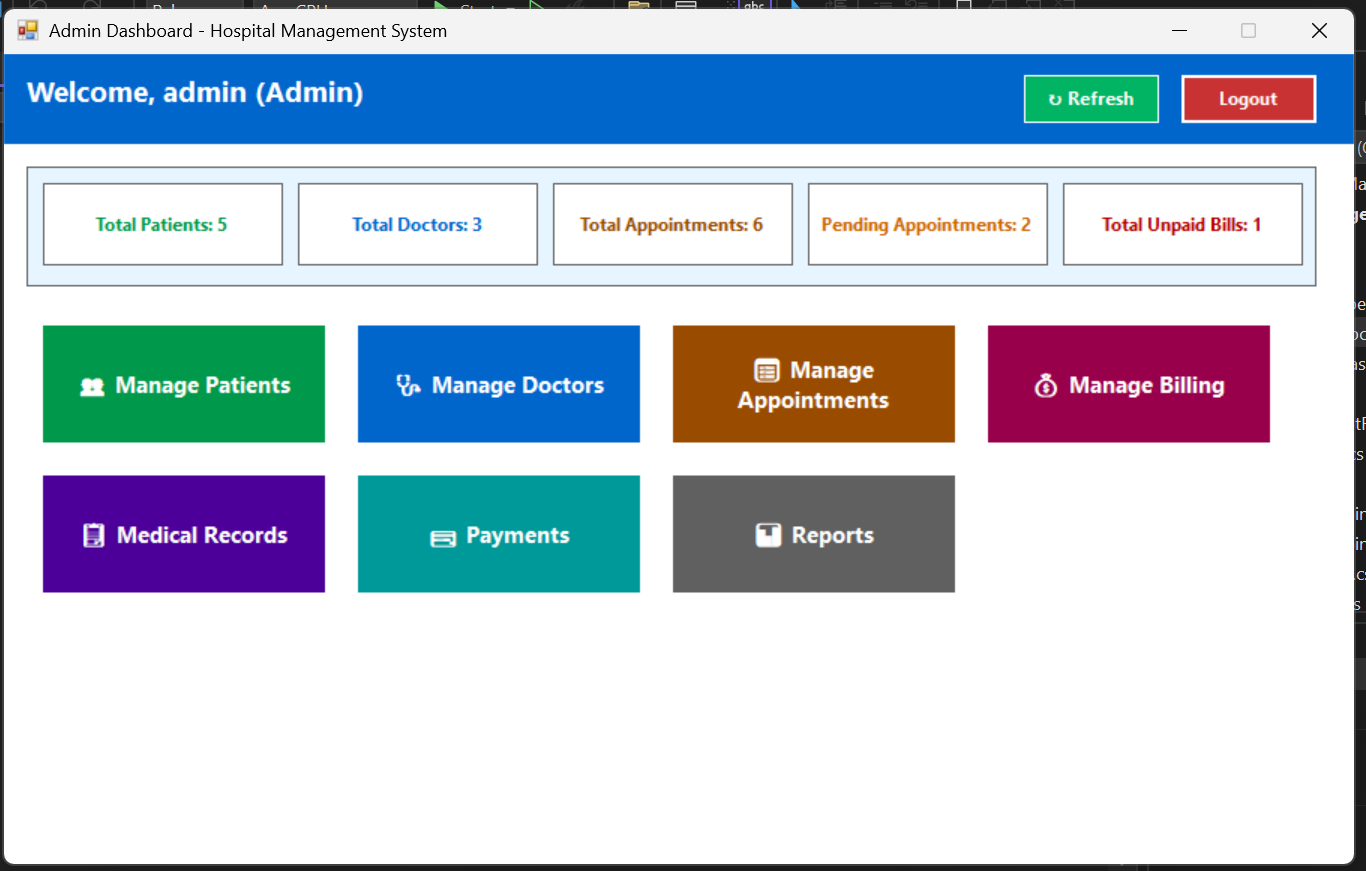 Admin Dashboard - Hospital Management System
Welcome, admin (Admin)
↻ Refresh
Logout
Total Patients: 5
Total Doctors: 3
Total Appointments: 6
Pending Appointments: 2
Total Unpaid Bills: 1
Manage Patients
Manage Doctors
Manage
Appointments
Manage Billing
Medical Records
Payments
Reports